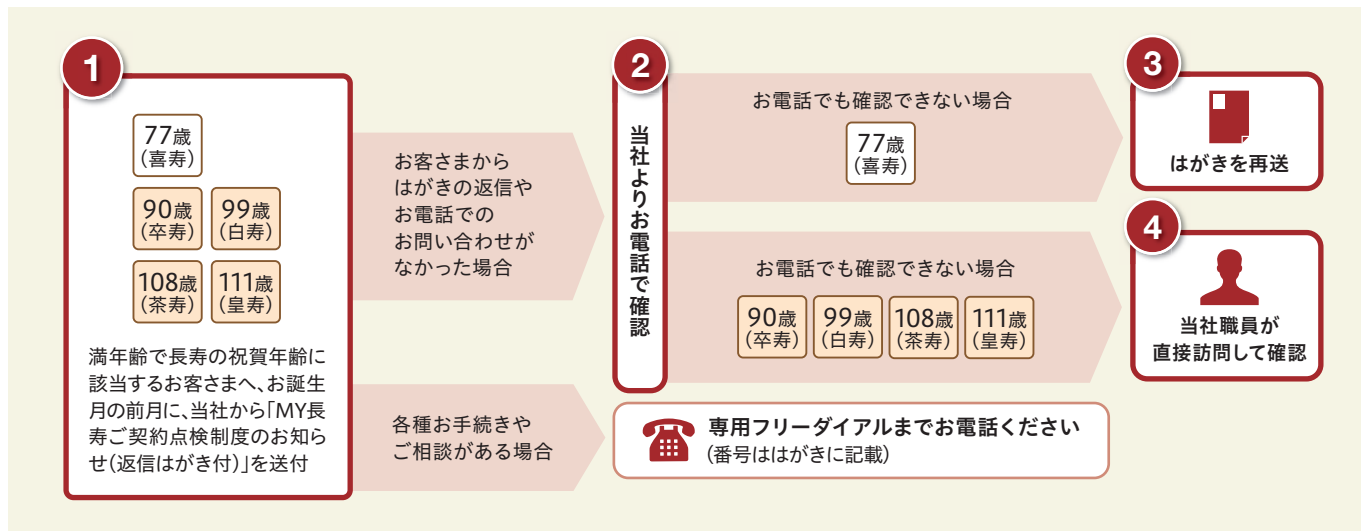 1
77歳
(喜寿)
90歳
(卒寿)
99歳
(白寿)
108歳
(茶寿)
111歳
(皇寿)
満年齢で長寿の祝賀年齢に
該当するお客さまへ、お誕生
月の前月に、当社から「MY長
寿ご契約点検制度のお知ら
せ(返信はがき付)」を送付
お客さまから
はがきの返信や
お電話での
お問い合わせが
なかった場合
各種お手続きや
ご相談がある場合
2
当社よりお電話で確認
お電話でも確認できない場合
77歳
(喜寿)
3
はがきを再送
お電話でも確認できない場合
90歳
(卒寿)
99歳
(白寿)
108歳
(茶寿)
111歳
(皇寿)
4
当社職員が
直接訪問して確認
専用フリーダイアルまでお電話ください
(番号ははがきに記載)